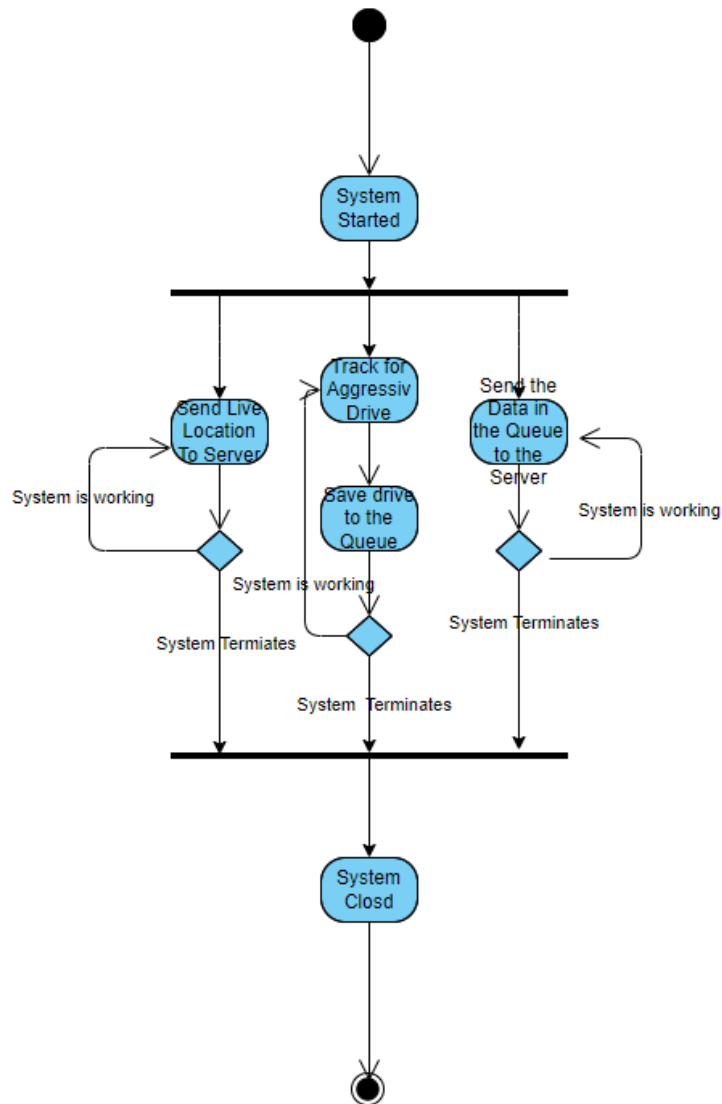 System
Started
Track for
Aggressiv
Drive
Send Live
Location
To Server
Send the
Data in
the Queue
to the
Server
System is working
Save drive
to the
Queue
System is working
System is working
System Termiates
System Terminates
System  Terminates
System
Closd